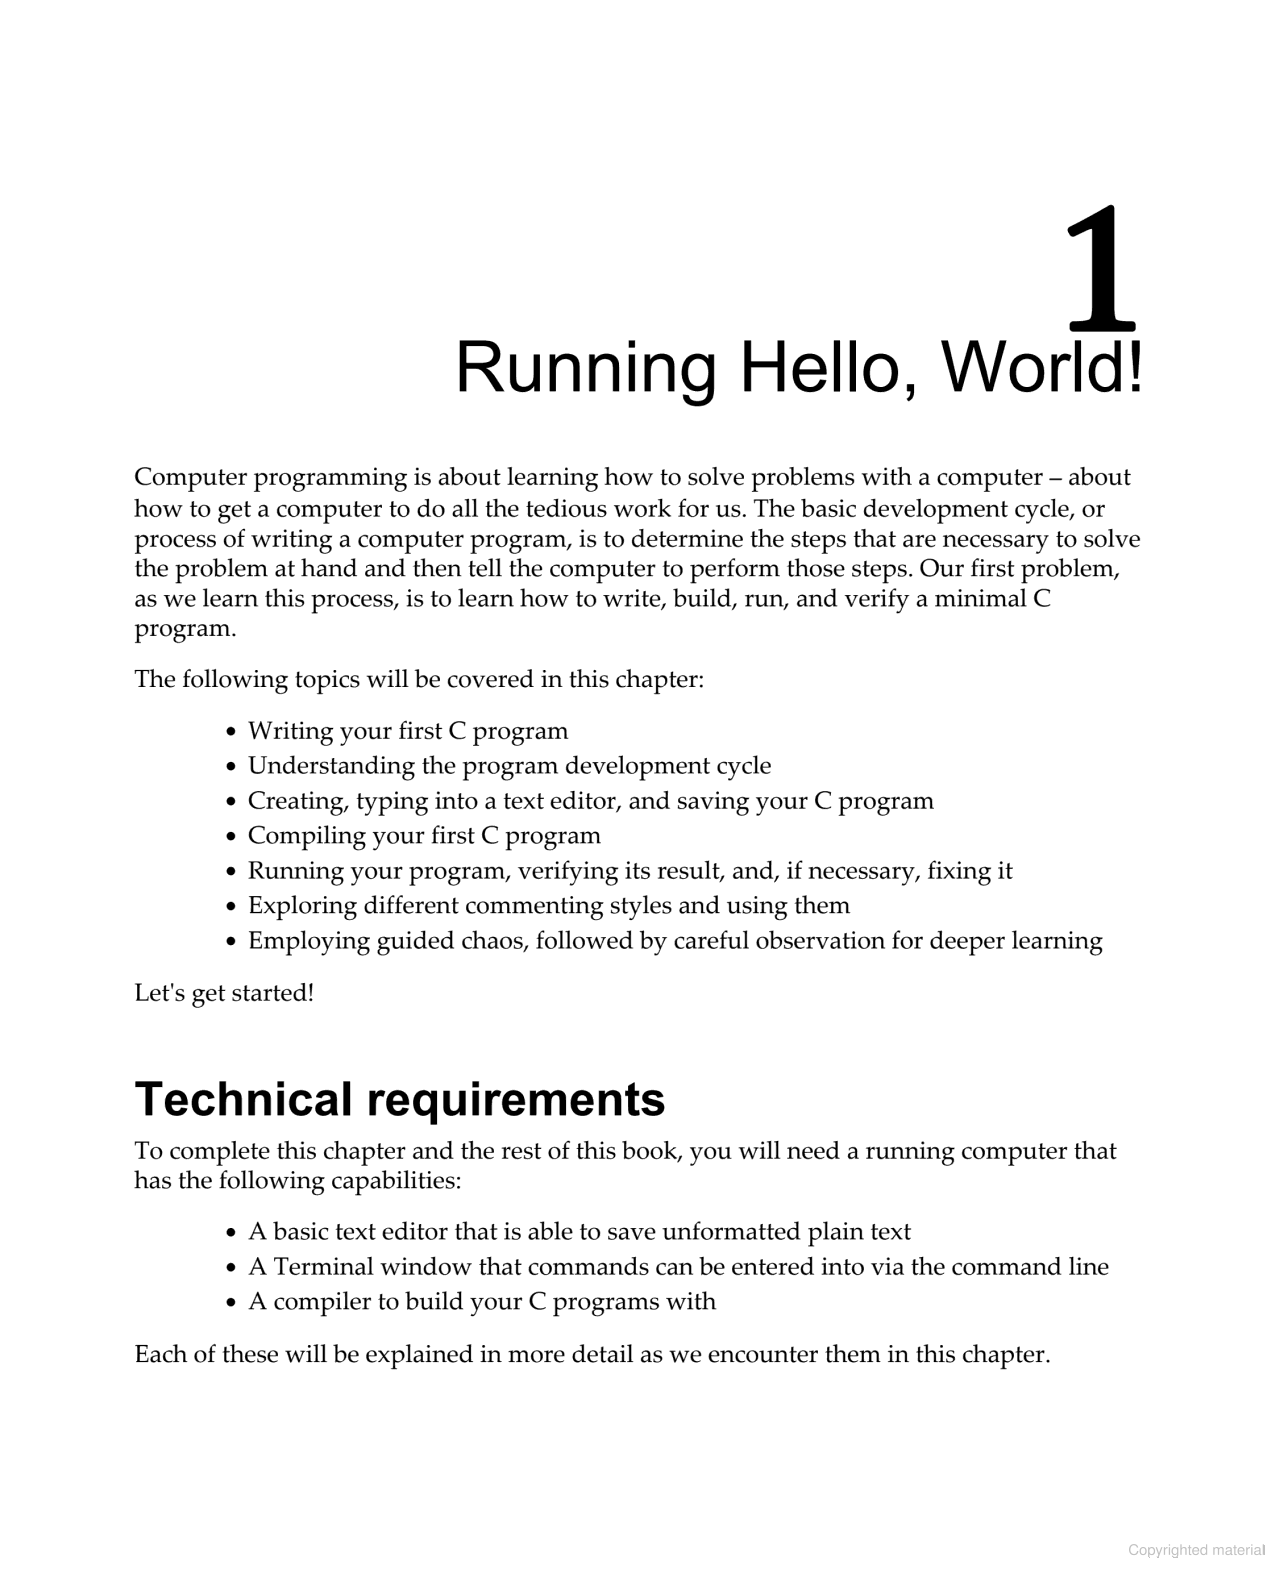 1
Running Hello, World!
Computer programming is about learning how to solve problems with a computer – about
how to get a computer to do all the tedious work for us. The basic development cycle, or
process of writing a computer program, is to determine the steps that are necessary to solve
the problem at hand and then tell the computer to perform those steps. Our first problem,
as we learn this process, is to learn how to write, build, run, and verify a minimal C
program.
The following topics will be covered in this chapter:
• Writing your first C program
• Understanding the program development cycle
• Creating, typing into a text editor, and saving your C program
• Compiling your first C program
• Running your program, verifying its result, and, if necessary, fixing it
• Exploring different commenting styles and using them
• Employing guided chaos, followed by careful observation for deeper learning
Let's get started!
Technical requirements
To complete this chapter and the rest of this book, you will need a running computer that
has the following capabilities:
• A basic text editor that is able to save unformatted plain text
• A Terminal window that commands can be entered into via the command line
• A compiler to build your C programs with
Each of these will be explained in more detail as we encounter them in this chapter.
Copyrighted material